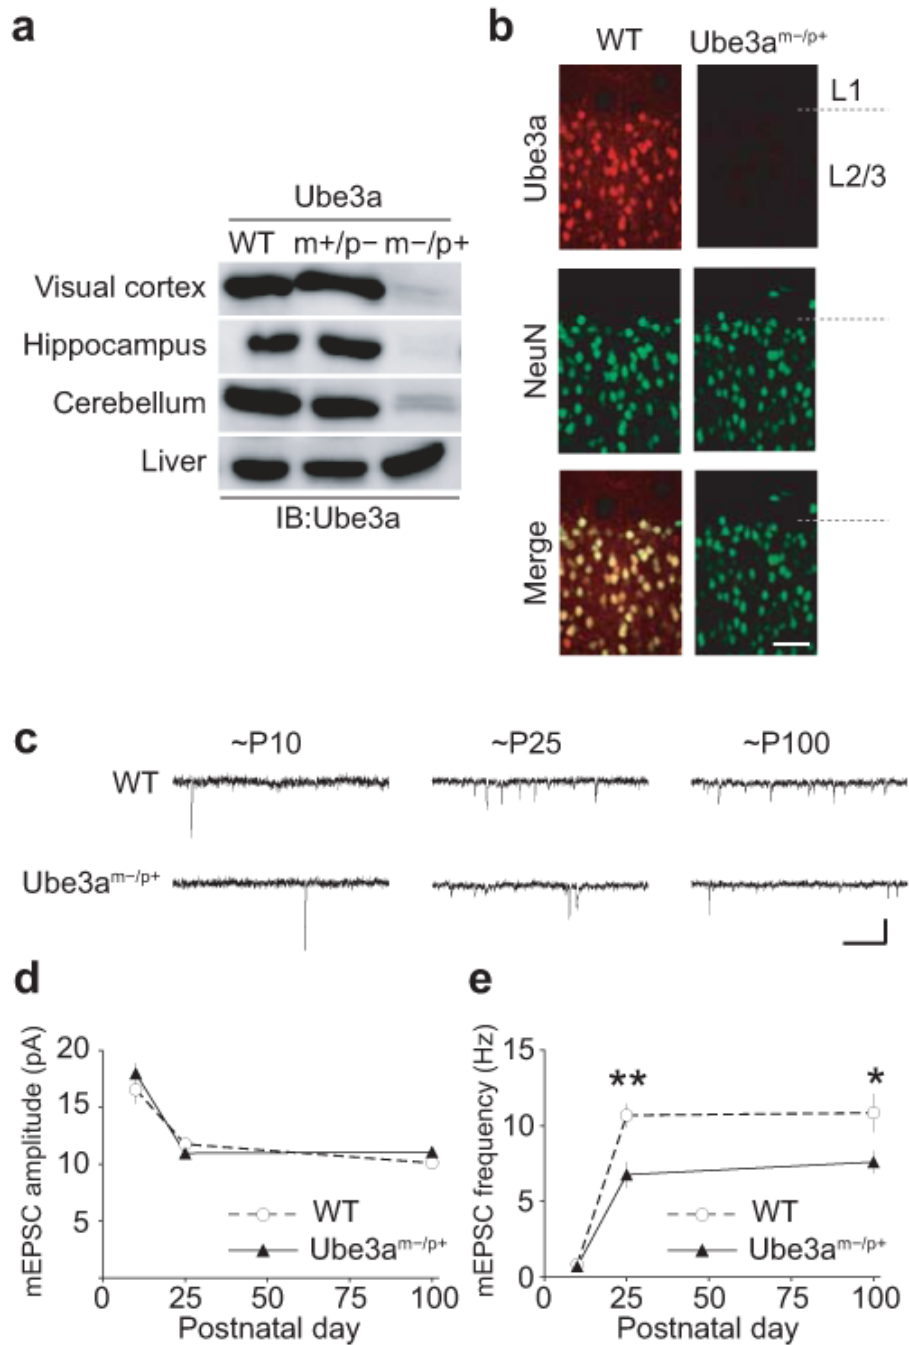 a
Ube3a
WT m+/p− m−/p+
Visual cortex
Hippocampus
Cerebellum
Liver
IB:Ube3a
b
WT Ube3am−/p+
Ube3a
L1
L2/3
NeuN
Merge
c
~P10 ~P25 ~P100
WT
Ube3am−/p+
d
mEPSC amplitude (pA)
20
15
10
5
0 25 50 75 100
Postnatal day
WT
Ube3am−/p+
e
mEPSC frequency (Hz)
15
10
5
0
** *
0 25 50 75 100
Postnatal day
WT
Ube3am−/p+